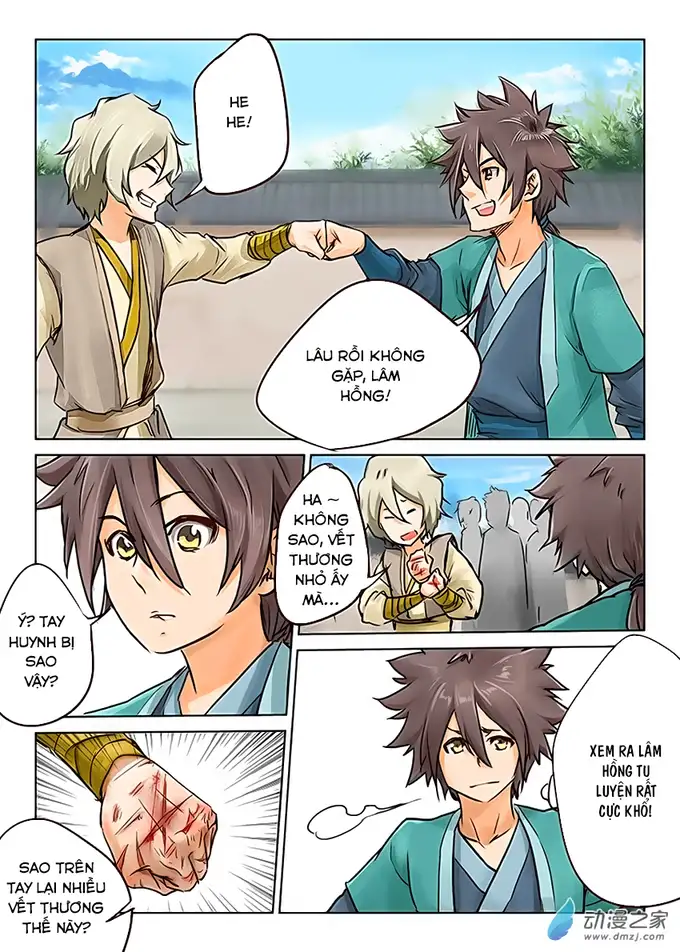 HE
HE!
LÂU RỒI KHÔNG
GẶP, LÂM
HỒNG!
Ý? TAY
HUYNH BỊ
SAO
VẬY?
HA ~
KHÔNG
SAO, VẾT
THƯƠNG
NHỎ ẤY
MÀ...
SAO TRÊN
TAY LẠI NHIỀU
VẾT THƯƠNG
THẾ NÀY?
XEM RA LÂM
HỒNG TU
LUYỆN RẤT
CỰC KHỔ!
动漫之家
www.dmzj.com